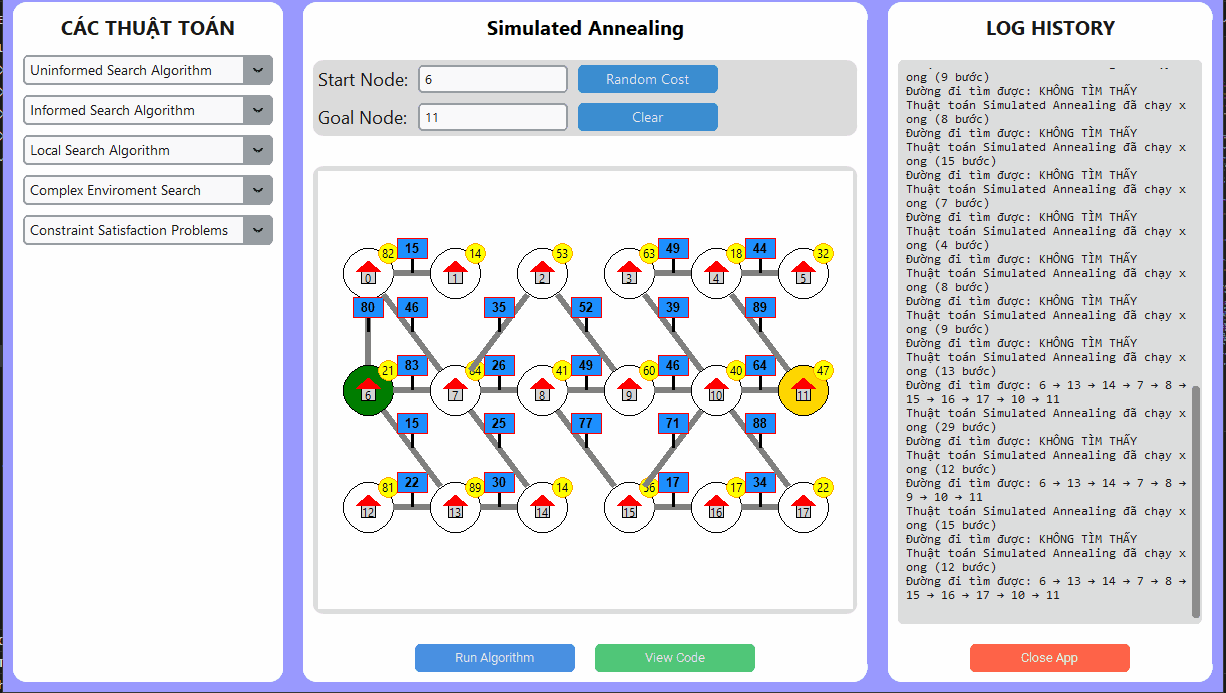 CÁC THUẬT TOÁN
Uninformed Search Algorithm
Informed Search Algorithm
Local Search Algorithm
Complex Enviroment Search
Constraint Satisfaction Problems
Simulated Annealing
Start Node: 6 Random Cost
Goal Node: 11 Clear
82 15 14 53 63 49 18 44 32
0 1 2 3 4 5
80 46 35 52 39 89
21 83 84 26 41 49 60 46 40 64 47
6 7 8 9 10 11
15 25 77 71 88
81 22 89 30 14 56 17 17 34 22
12 13 14 15 16 17
Run Algorithm View Code
LOG HISTORY
ong (9 bước)
Đường đi tìm được: KHÔNG TÌM THẤY
Thuật toán Simulated Annealing đã chạy x
ong (8 bước)
Đường đi tìm được: KHÔNG TÌM THẤY
Thuật toán Simulated Annealing đã chạy x
ong (15 bước)
Đường đi tìm được: KHÔNG TÌM THẤY
Thuật toán Simulated Annealing đã chạy x
ong (7 bước)
Đường đi tìm được: KHÔNG TÌM THẤY
Thuật toán Simulated Annealing đã chạy x
ong (4 bước)
Đường đi tìm được: KHÔNG TÌM THẤY
Thuật toán Simulated Annealing đã chạy x
ong (8 bước)
Đường đi tìm được: KHÔNG TÌM THẤY
Thuật toán Simulated Annealing đã chạy x
ong (9 bước)
Đường đi tìm được: KHÔNG TÌM THẤY
Thuật toán Simulated Annealing đã chạy x
ong (13 bước)
Đường đi tìm được: 6 → 13 → 14 → 7 → 8 →
15 → 16 → 17 → 10 → 11
Thuật toán Simulated Annealing đã chạy x
ong (29 bước)
Đường đi tìm được: KHÔNG TÌM THẤY
Thuật toán Simulated Annealing đã chạy x
ong (12 bước)
Đường đi tìm được: 6 → 13 → 14 → 7 → 8 →
9 → 10 → 11
Thuật toán Simulated Annealing đã chạy x
ong (15 bước)
Đường đi tìm được: KHÔNG TÌM THẤY
Thuật toán Simulated Annealing đã chạy x
ong (12 bước)
Đường đi tìm được: 6 → 13 → 14 → 7 → 8 →
15 → 16 → 17 → 10 → 11
Close App